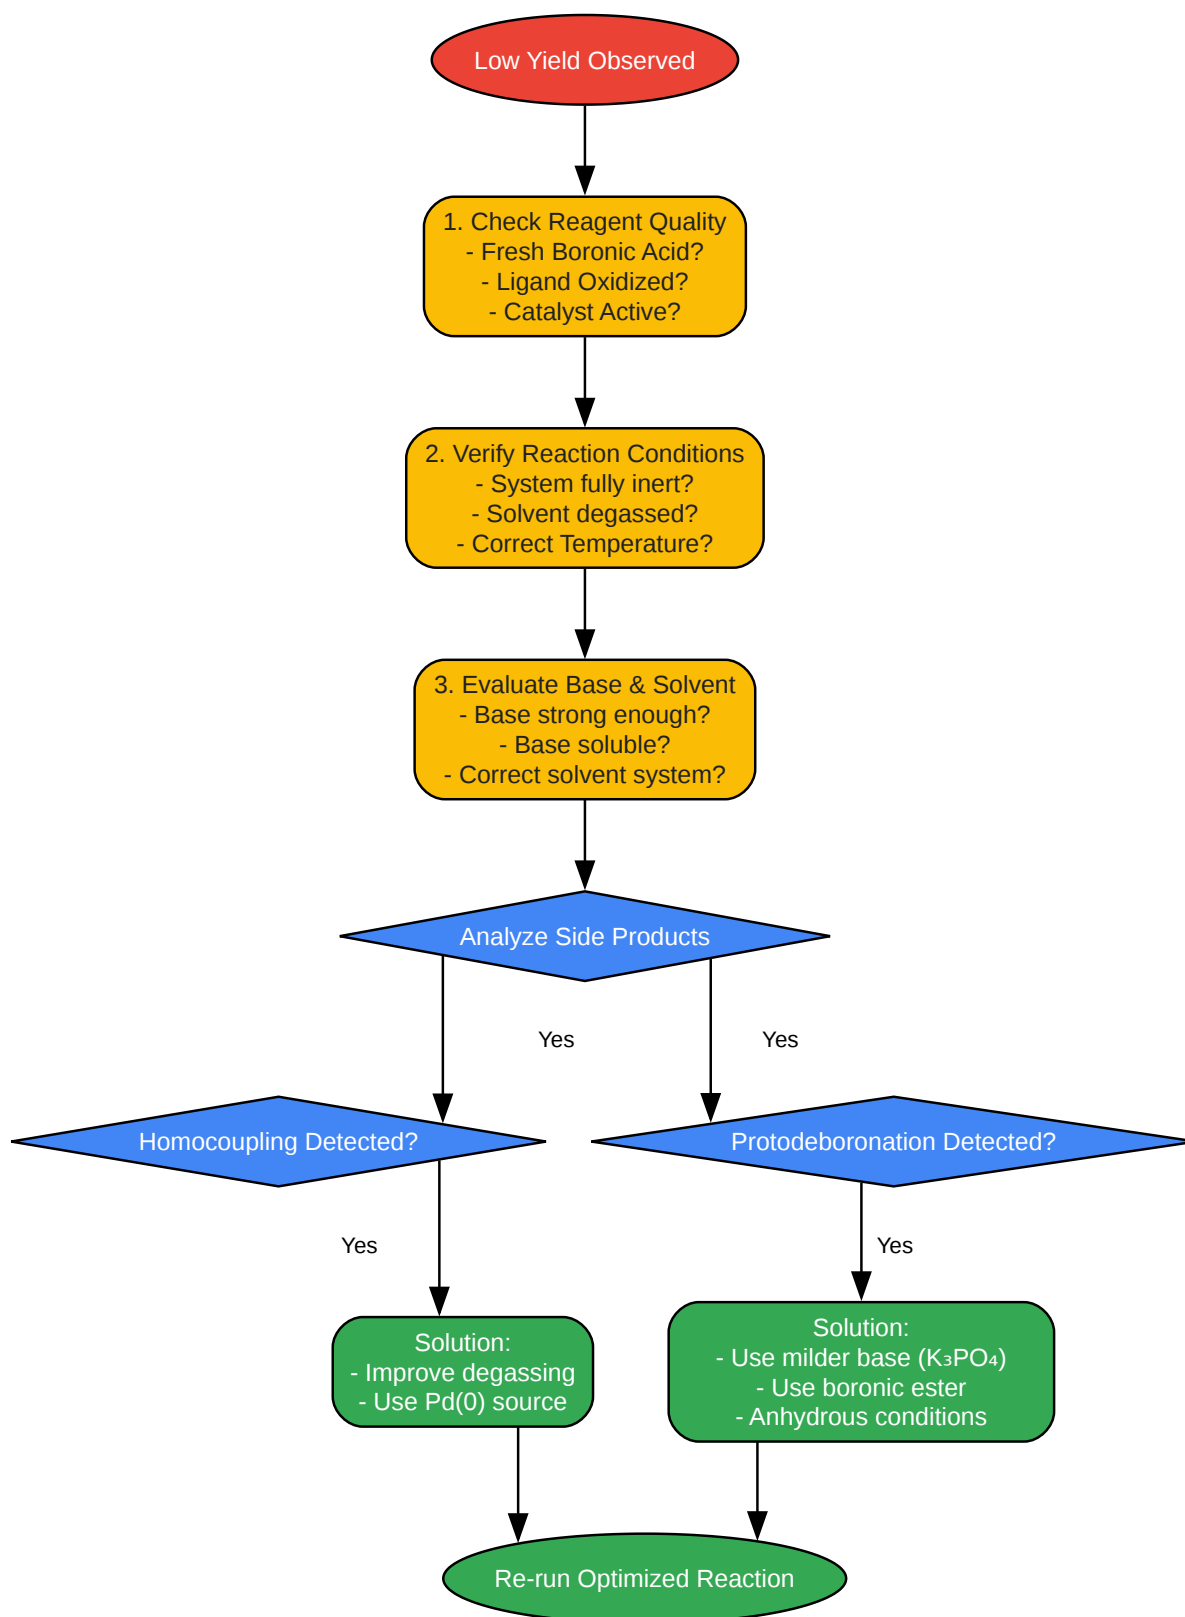 Low Yield Observed
1. Check Reagent Quality
- Fresh Boronic Acid?
- Ligand Oxidized?
- Catalyst Active?
2. Verify Reaction Conditions
- System fully inert?
- Solvent degassed?
- Correct Temperature?
3. Evaluate Base & Solvent
- Base strong enough?
- Base soluble?
- Correct solvent system?
Analyze Side Products
Yes
Yes
Homocoupling Detected?
Protodeboronation Detected?
Yes
Yes
Solution:
- Improve degassing
- Use Pd(0) source
Solution:
- Use milder base (K₃PO₄)
- Use boronic ester
- Anhydrous conditions
Re-run Optimized Reaction